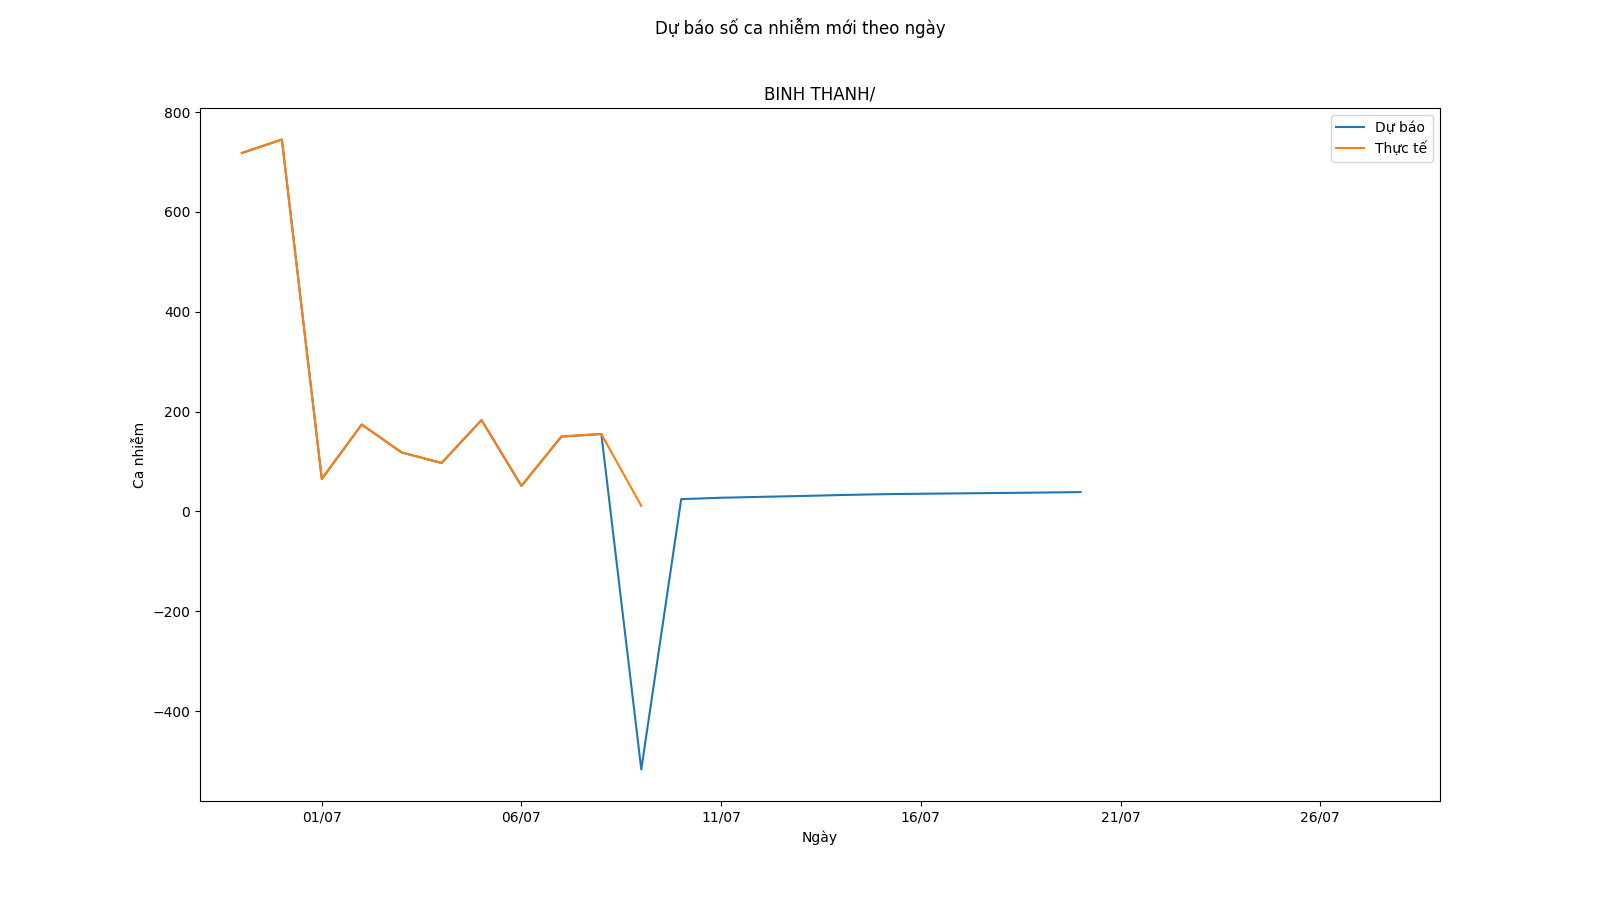 Dự báo số ca nhiễm mới theo ngày
BINH THANH/
Dự báo
Thực tế
800
600
400
200
0
−200
−400
Ca nhiễm
01/07
06/07
11/07
16/07
21/07
26/07
Ngày